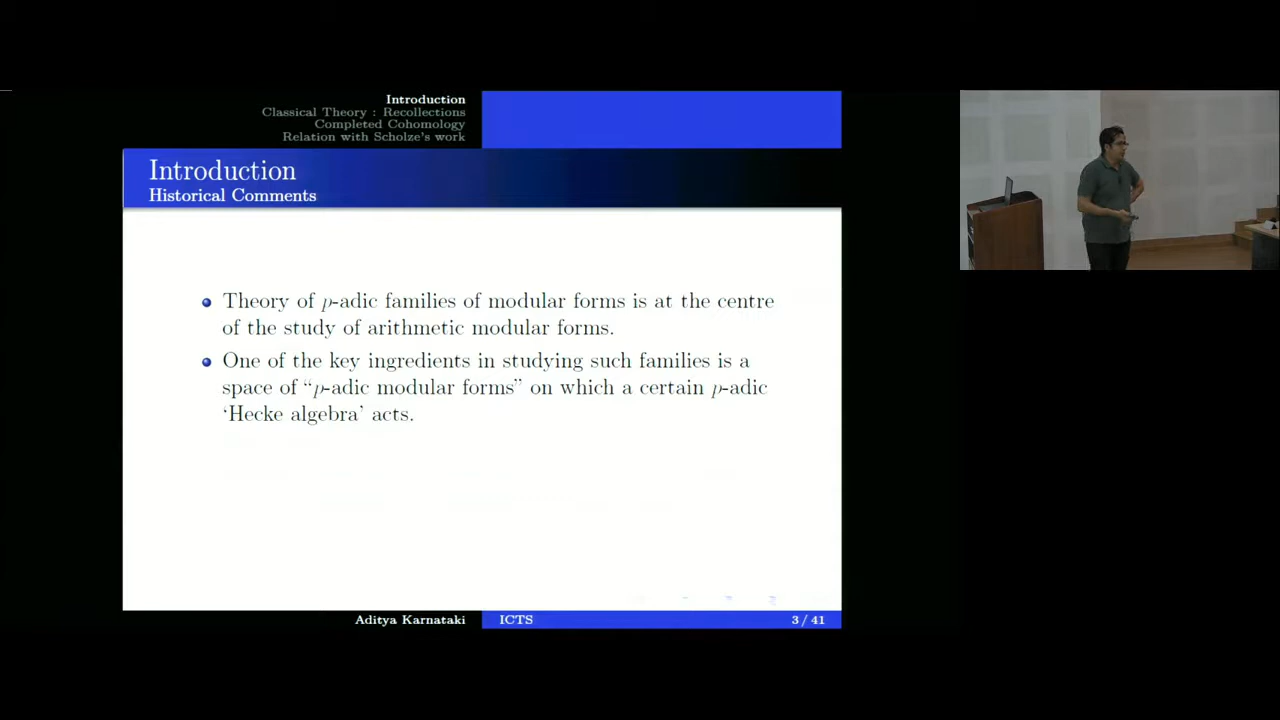 Introduction
Classical Theory : Recollections
Completed Cohomology
Relation with Scholze's work
Introduction
Historical Comments
Theory of p-adic families of modular forms is at the centre
of the study of arithmetic modular forms.
One of the key ingredients in studying such families is a
space of “p-adic modular forms” on which a certain p-adic
‘Hecke algebra’ acts.
Aditya Karnataki
ICTS
3 / 41